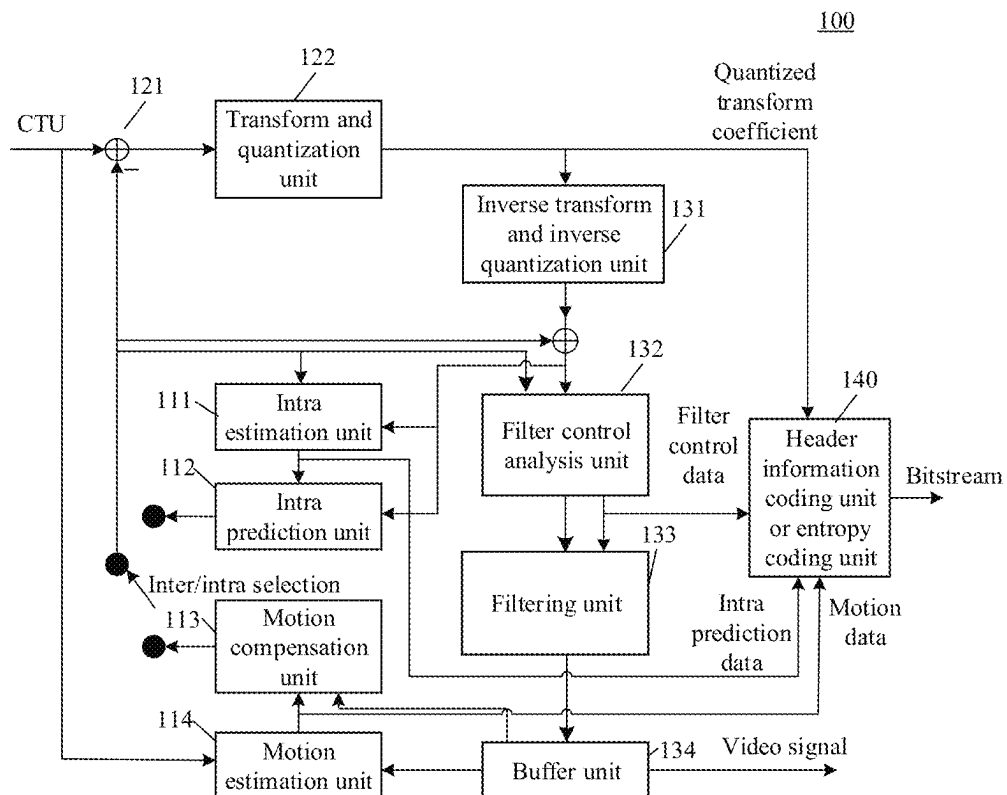 100
121
122
CTU
Transform and
quantization
unit
Quantized
transform
coefficient
Inverse transform
and inverse
quantization unit
131
132
140
111
Intra
estimation unit
Filter control
analysis unit
Filter
control
data
Header
information
coding unit
or entropy
coding unit
Bitstream
112
Intra
prediction unit
133
Inter/intra selection
113
Motion
compensation
unit
Filtering unit
Intra
prediction
data
Motion
data
114
Motion
estimation unit
Buffer unit
134
Video signal